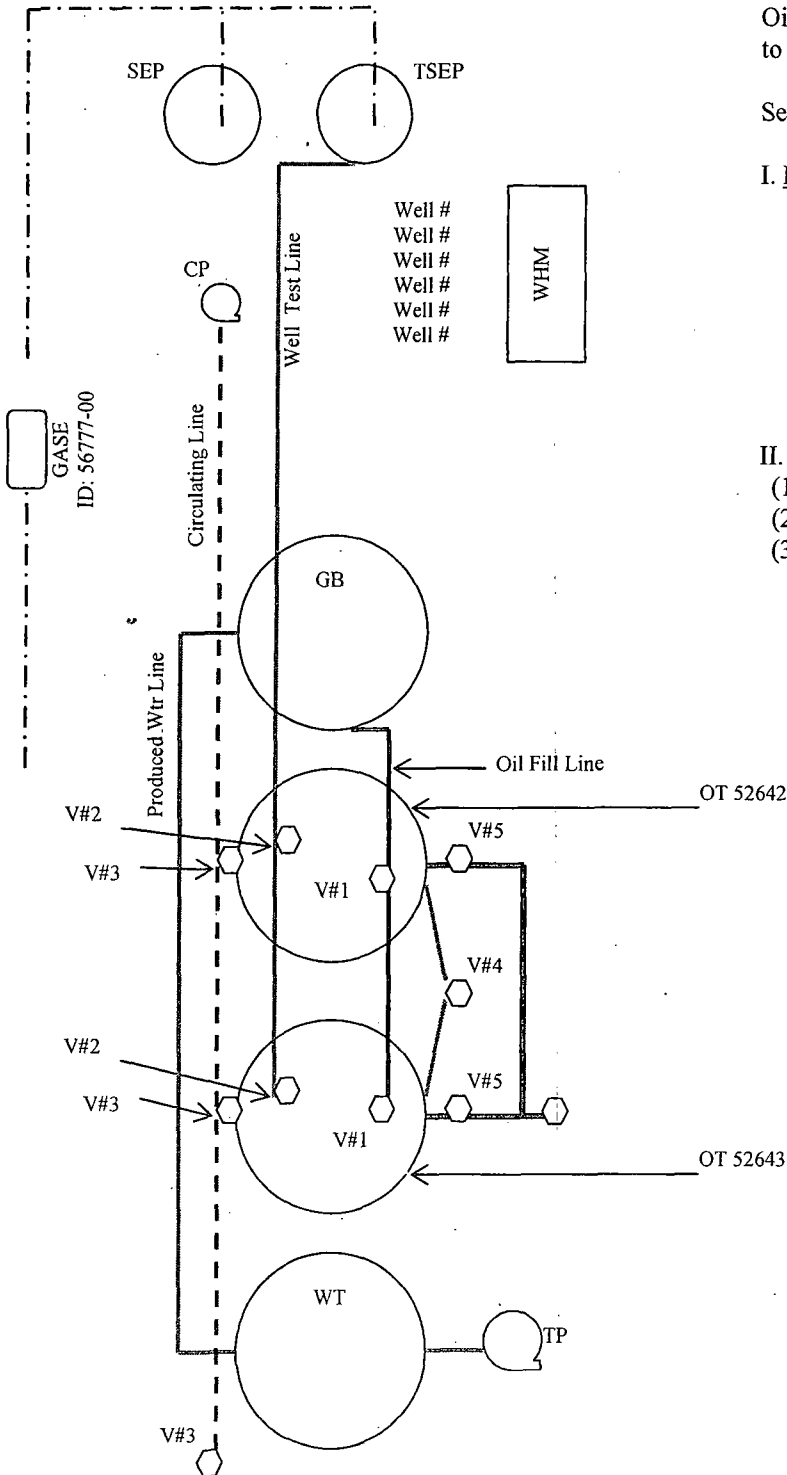 Oi
to
SEP
TSEP
Se
I.
Well #
Well #
Well #
Well #
Well #
Well #
WHM
CP
Well Test Line
Circulating Line
GASE
ID: 56777-00
II.
(1
(2
(3
GB
Produced Wtr Line
Oil Fill Line
OT 52642
V#2
V#5
V#3
V#1
V#4
V#2
V#5
V#3
V#1
OT 52643
WT
TP
V#3